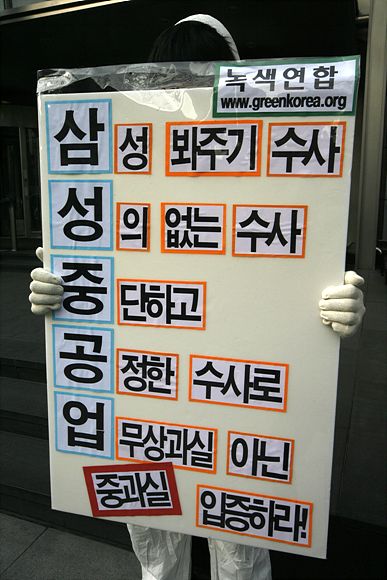 녹색연합
www.greenkorea.org
삼성 봐주기 수사
성의 없는 수사
중단하고
공정한 수사로
업무상과실 아닌
중과실 입증하라!